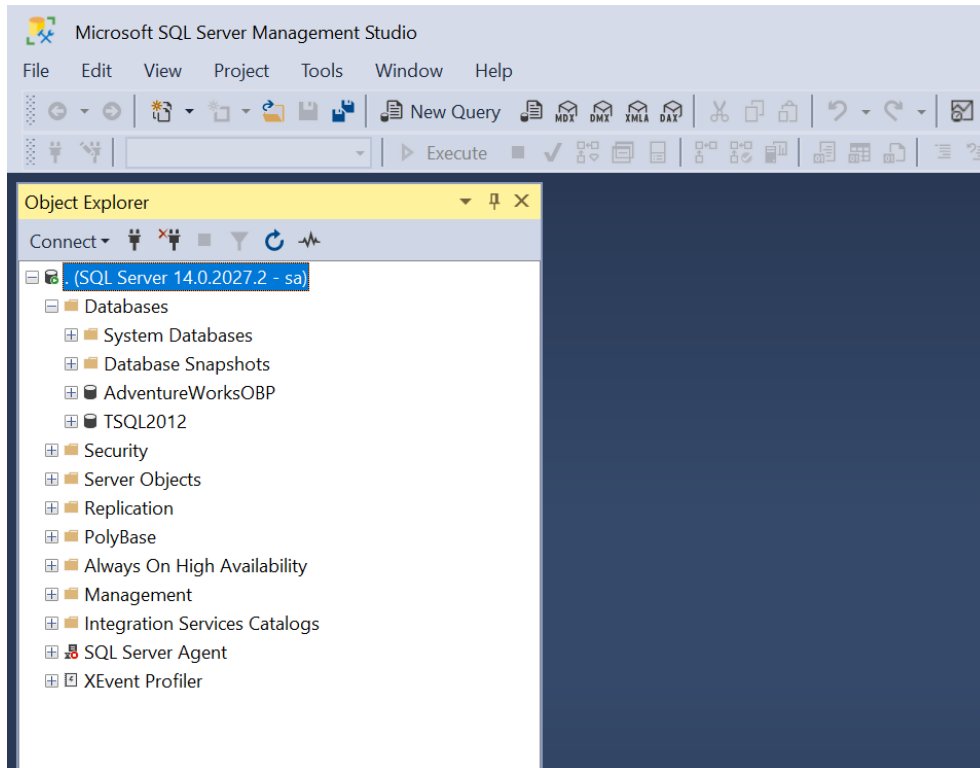 Microsoft SQL Server Management Studio
File Edit View Project Tools Window Help
New Query MDX DMX XMLA DAX
Execute
Object Explorer
Connect
. (SQL Server 14.0.2027.2 - sa)
Databases
System Databases
Database Snapshots
AdventureWorksOBP
TSQL2012
Security
Server Objects
Replication
PolyBase
Always On High Availability
Management
Integration Services Catalogs
SQL Server Agent
XEvent Profiler